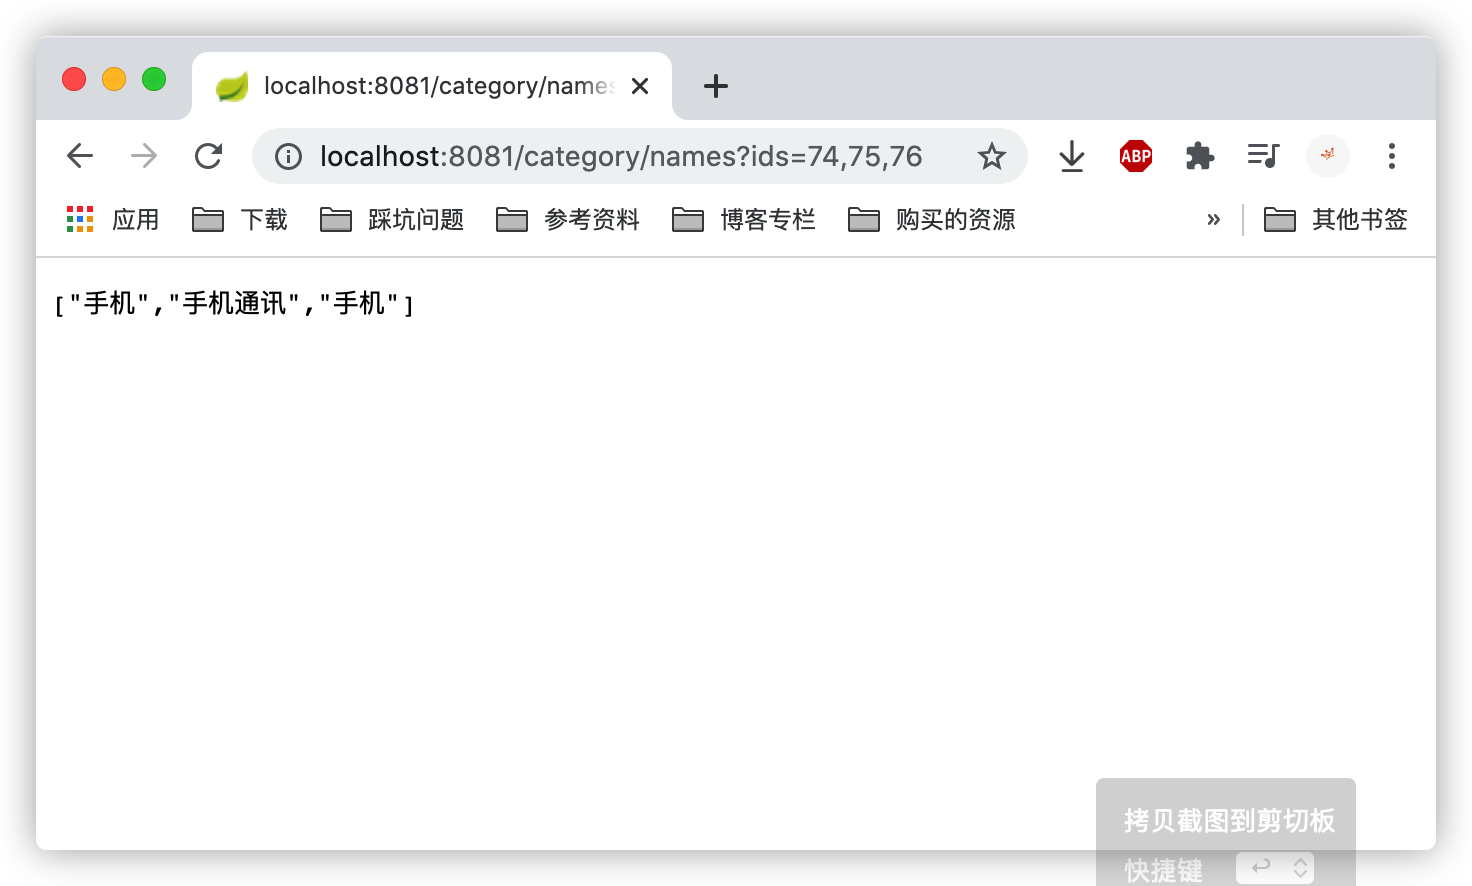 localhost:8081/category/names
localhost:8081/category/names?ids=74,75,76
ABP
应用 下载 踩坑问题 参考资料 博客专栏 购买的资源 » 其他书签
["手机","手机通讯","手机"]
拷贝截图到剪切板
快捷键